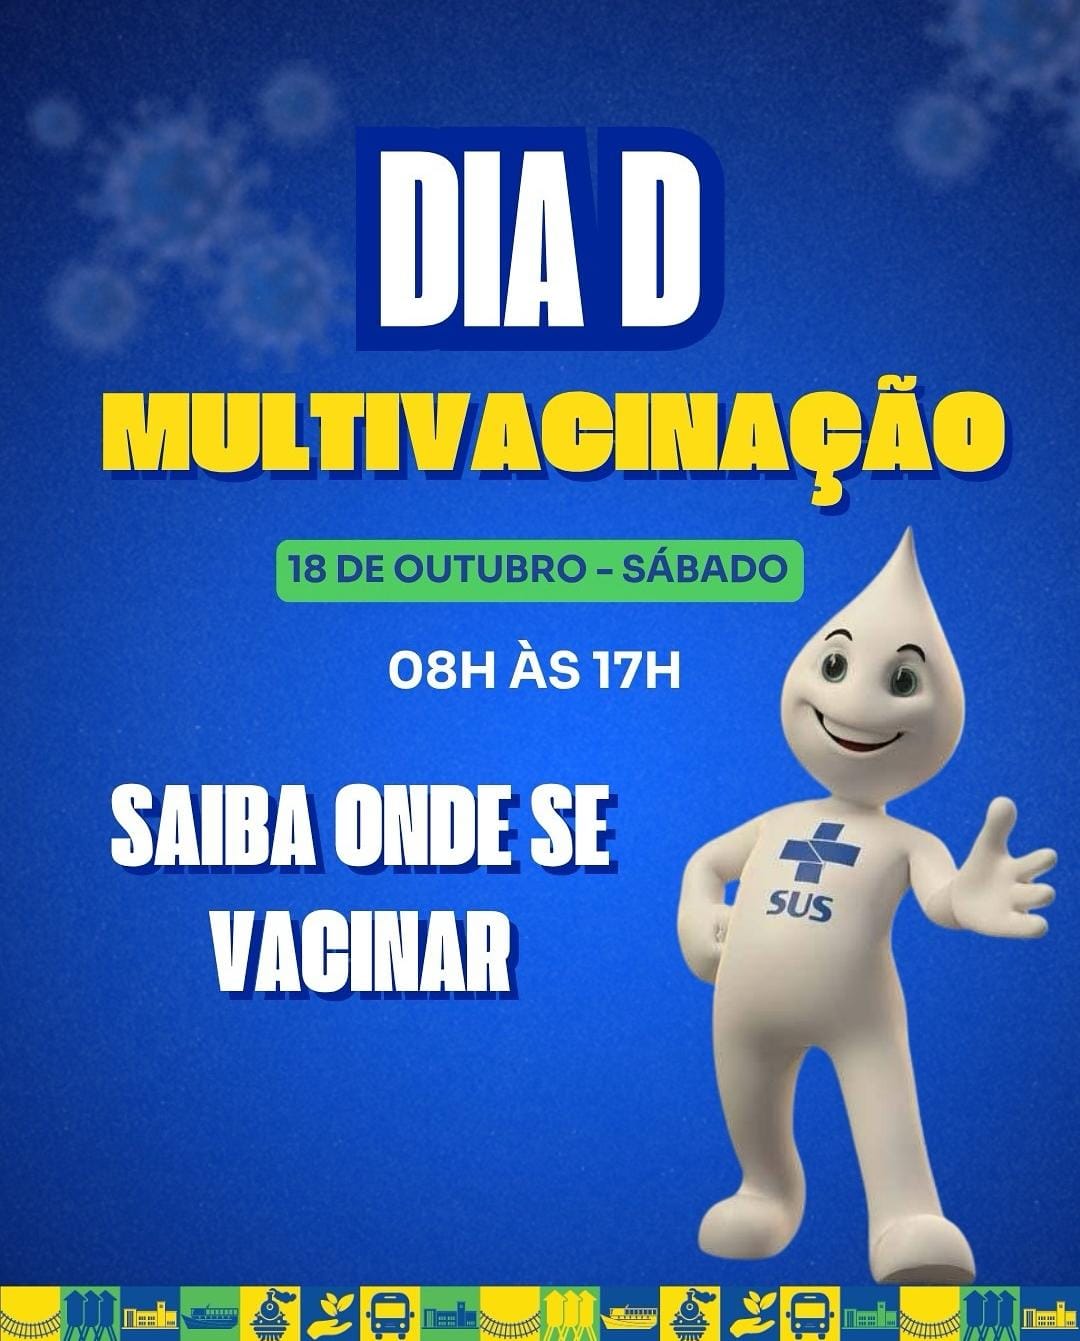 DIA D
MULTIVACINAÇÃO
18 DE OUTUBRO - SÁBADO
08H ÀS 17H
SAIBA ONDE SE
VACINAR
SUS